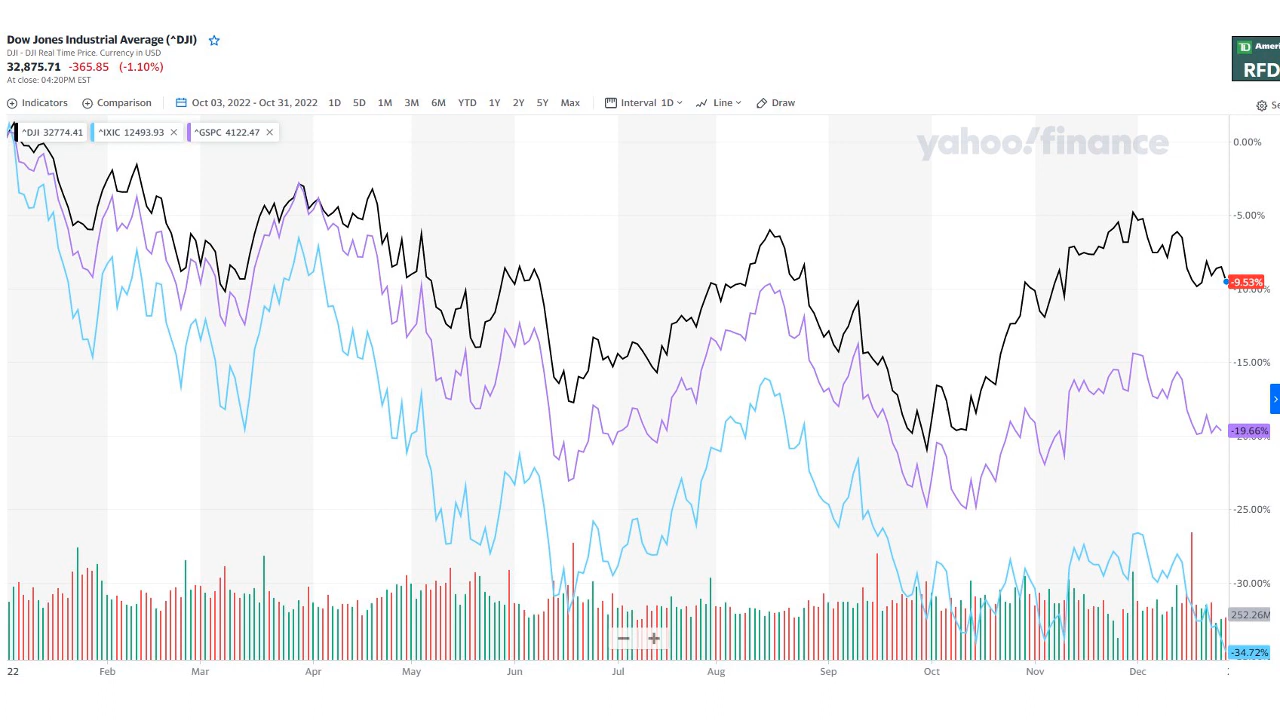 Dow Jones Industrial Average (^DJI)
DJI - DJI Real Time Price. Currency in USD
32,875.71 -365.85 (-1.10%)
At close: 04:20PM EST
TD Ameri
RFD
Indicators Comparison Oct 03, 2022 - Oct 31, 2022 1D 5D 1M 3M 6M YTD 1Y 2Y 5Y Max Interval 1D Line Draw Se
^DJI 32774.41 ^IXIC 12493.93 ^GSPC 4122.47
yahoo!finance
0.00%
-5.00%
-9.53%
-10.00%
-15.00%
-19.66%
-25.00%
-30.00%
252.26M
-34.72%
22 Feb Mar Apr May Jun Jul Aug Sep Oct Nov Dec